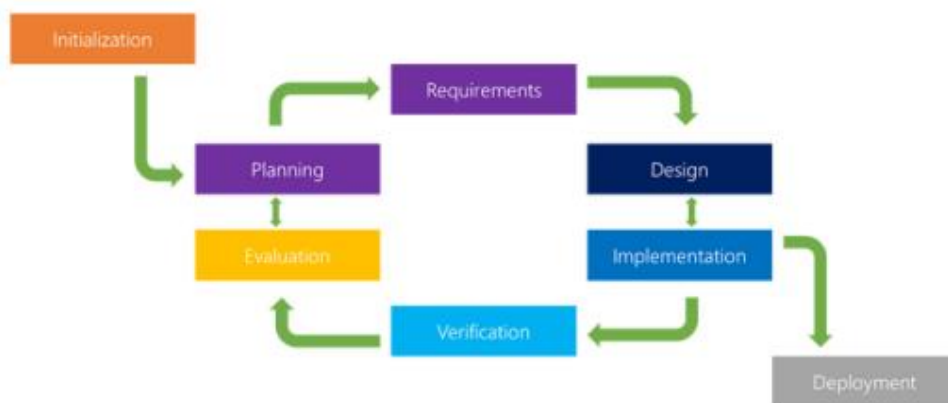 Initialization
Requirements
Planning
Design
Evaluation
Implementation
Verification
Deployment